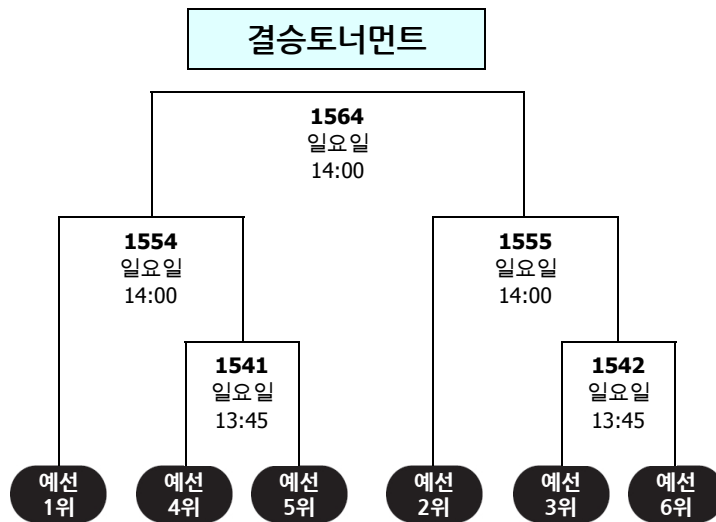 결승토너먼트
1564
일요일
14:00
1554
일요일
14:00
1555
일요일
14:00
1541
일요일
13:45
1542
일요일
13:45
예선
1위
예선
4위
예선
5위
예선
2위
예선
3위
예선
6위